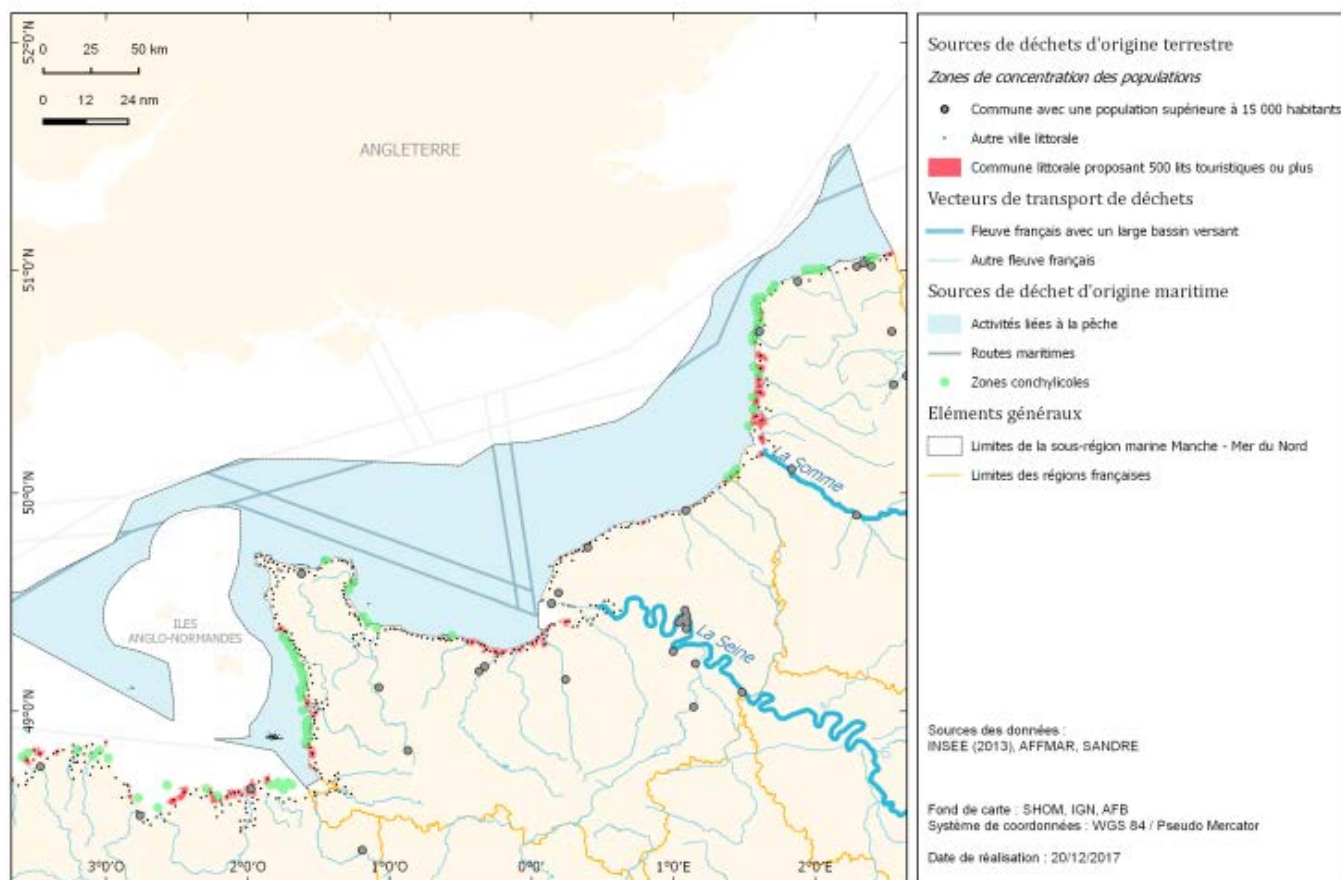 52°0'N
0 25 50 km
0 12 24 nm
ANGLETERRE
51°0'N
50°0'N
La Somme
ILES
ANGLO-NORMANDES
La Seine
49°0'N
3°0'O 2°0'O 1°0'O 0°0' 1°0'E 2°0'E
Sources de déchets d'origine terrestre
Zones de concentration des populations
Commune avec une population supérieure à 15 000 habitants
Autre ville littorale
Commune littorale proposant 500 lits touristiques ou plus
Vecteurs de transport de déchets
Fleuve français avec un large bassin versant
Autre fleuve français
Sources de déchet d'origine maritime
Activités liées à la pêche
Routes maritimes
Zones conchylicoles
Eléments généraux
Limites de la sous-région marine Manche - Mer du Nord
Limites des régions françaises
Sources des données :
INSEE (2013), AFFMAR, SANDRE
Fond de carte : SHOM, IGN, AFB
Système de coordonnées : WGS 84 / Pseudo Mercator
Date de réalisation : 20/12/2017